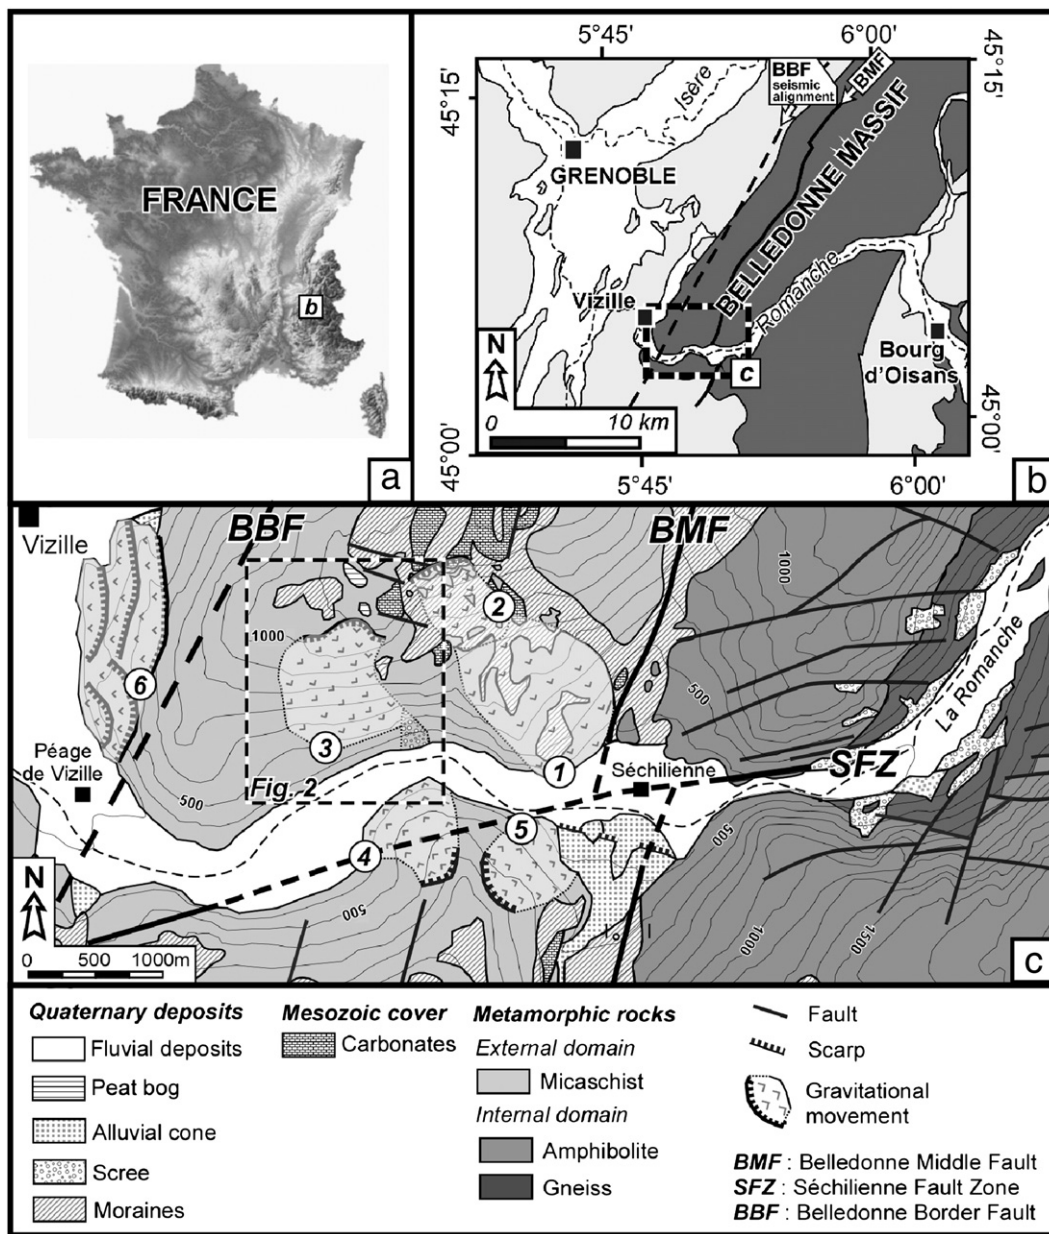 FRANCE
b
a
5°45'
6°00'
45°15'
45°15'
BBF
seismic
alignment
BMF
Isère
GRENOBLE
BELLEDONNE MASSIF
Romanche
Vizille
Bourg
d'Oisans
N
c
0
10 km
45°00'
45°00'
5°45'
6°00'
b
Vizille
BBF
BMF
1000
2
1000
6
500
La Romanche
3
1
Séchilienne
SFZ
Péage
de Vizille
500
Fig. 2
5
4
500
N
500
1000
1500
0
500
1000m
c
Quaternary deposits
Fluvial deposits
Peat bog
Alluvial cone
Scree
Moraines
Mesozoic cover
Carbonates
Metamorphic rocks
External domain
Micaschist
Internal domain
Amphibolite
Gneiss
Fault
Scarp
Gravitational
movement
BMF : Belledonne Middle Fault
SFZ : Séchilienne Fault Zone
BBF : Belledonne Border Fault